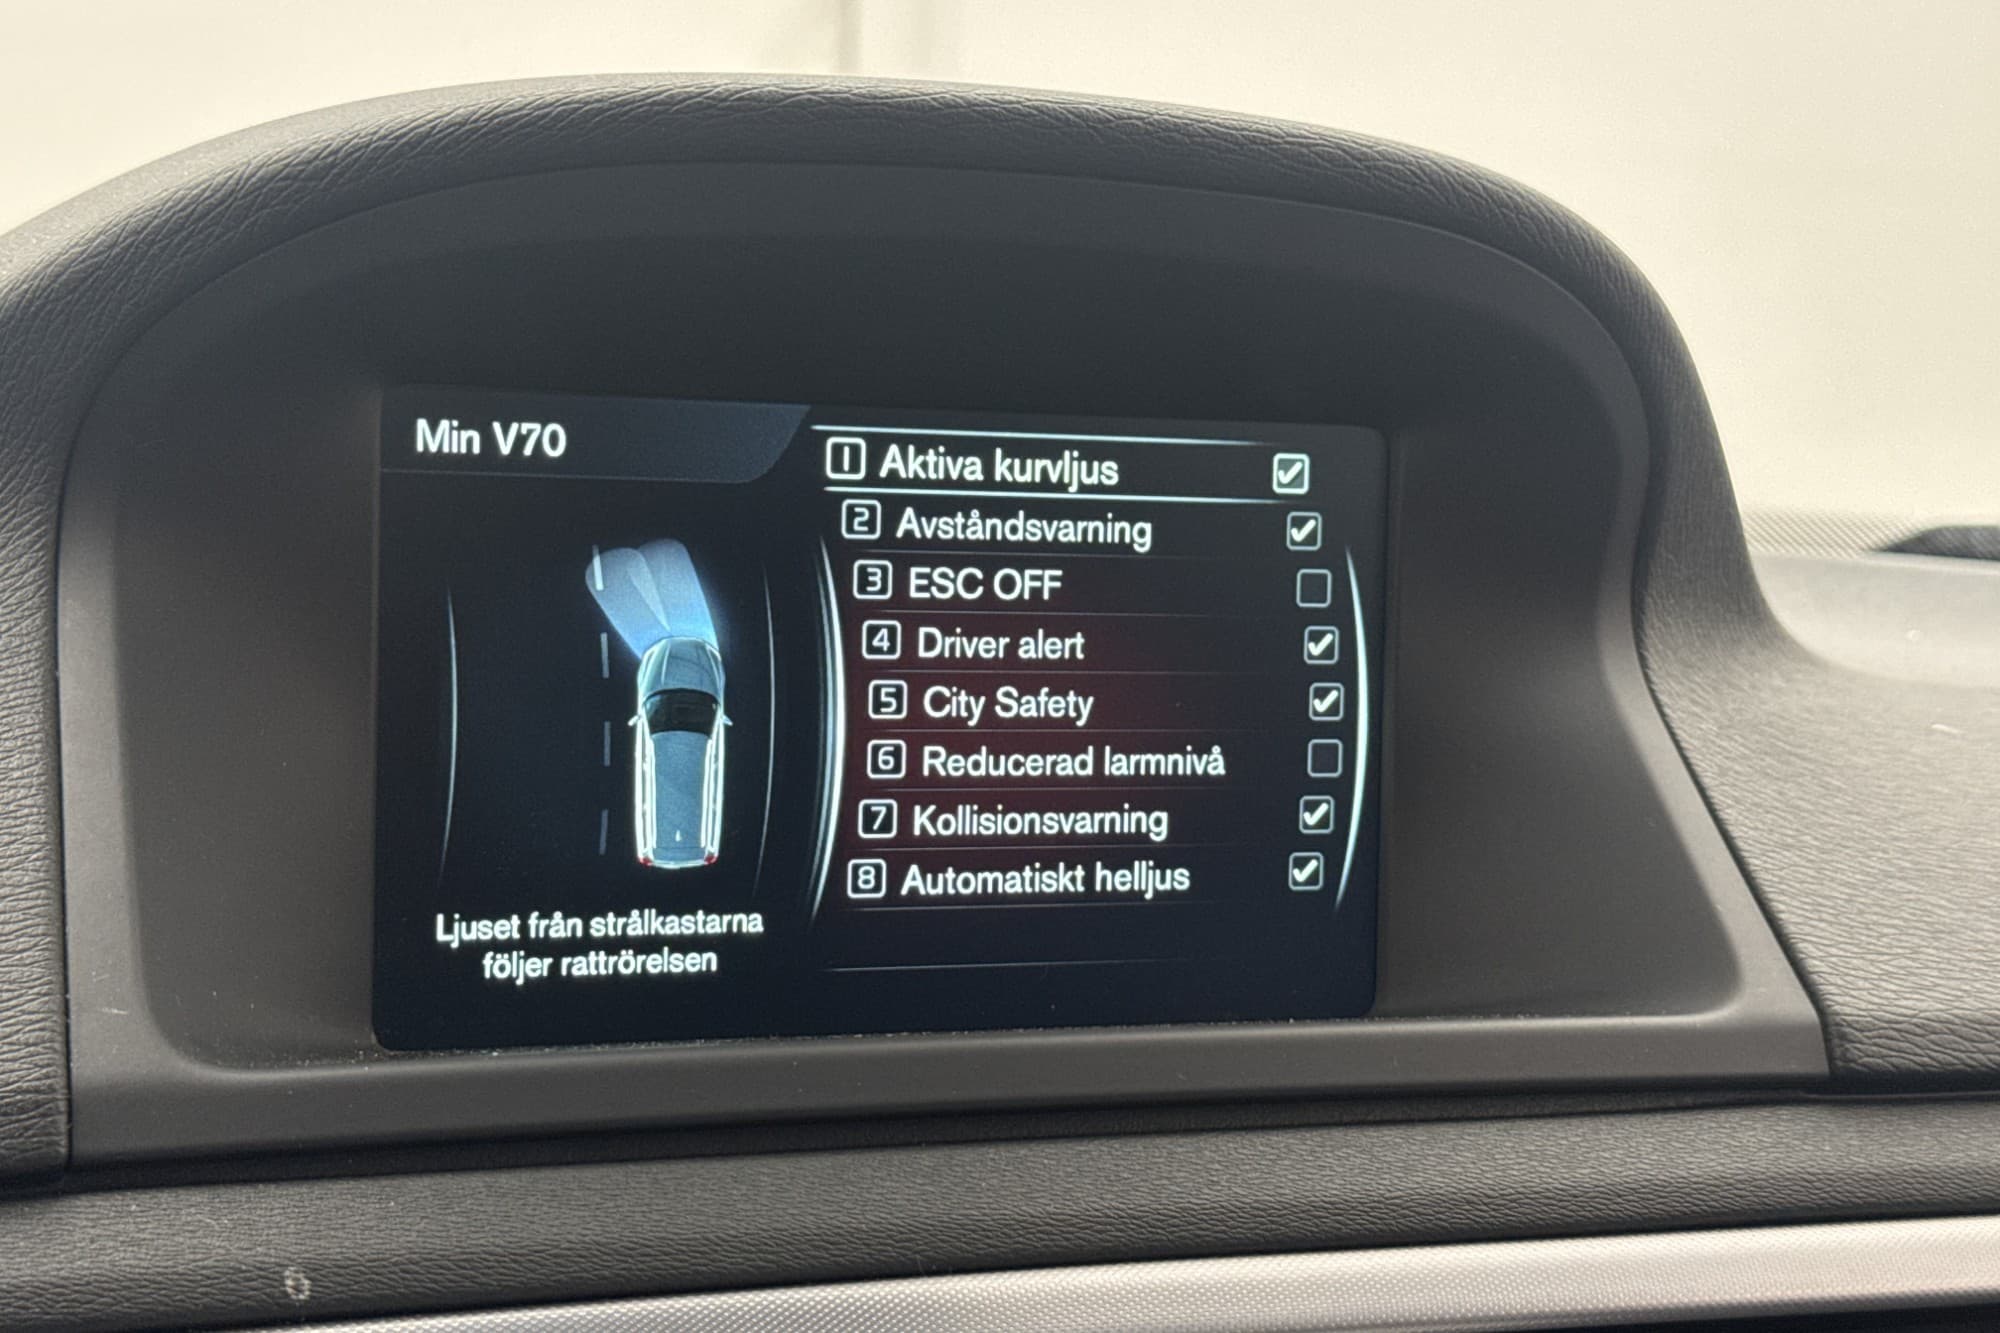 Min V70
1 Aktiva kurvljus
2 Avståndsvarning
3 ESC OFF
4 Driver alert
5 City Safety
6 Reducerad larmnivå
7 Kollisionsvarning
8 Automatiskt helljus
Ljuset från strålkastarna
följer rattrörelsen